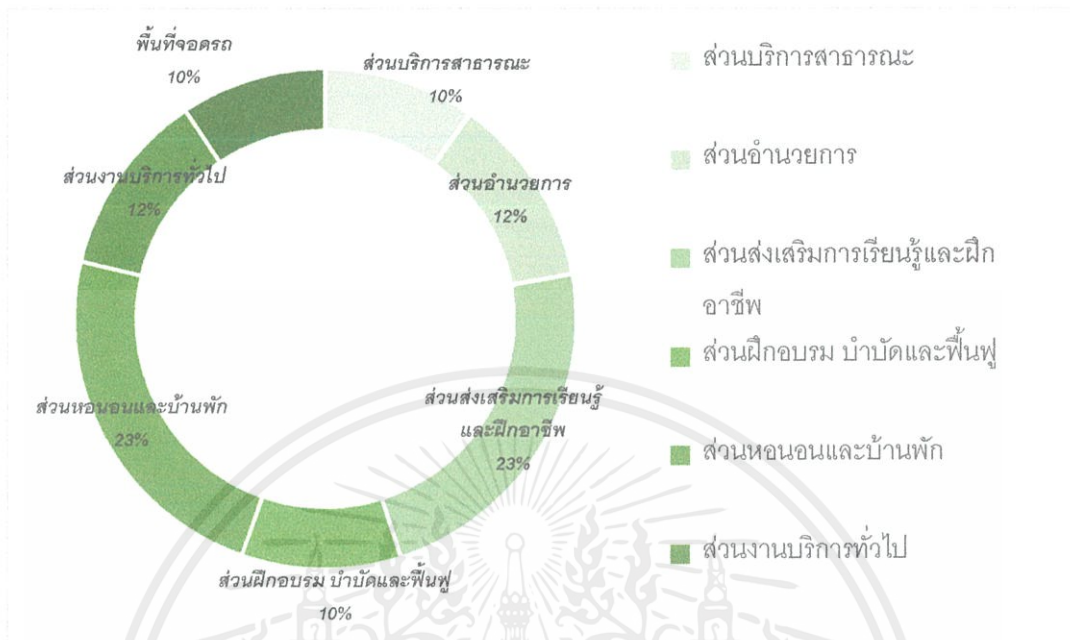 พื้นที่จอดรถ
10%
ส่วนบริการสาธารณะ
10%
ส่วนงานบริการทั่วไป
12%
ส่วนอำนวยการ
12%
ส่วนหอนอนและบ้านพัก
23%
ส่วนส่งเสริมการเรียนรู้
และฝึกอาชีพ
23%
ส่วนฝึกอบรม บำบัดและฟื้นฟู
10%
ส่วนบริการสาธารณะ
ส่วนอำนวยการ
ส่วนส่งเสริมการเรียนรู้และฝึก
อาชีพ
ส่วนฝึกอบรม บำบัดและฟื้นฟู
ส่วนหอนอนและบ้านพัก
ส่วนงานบริการทั่วไป